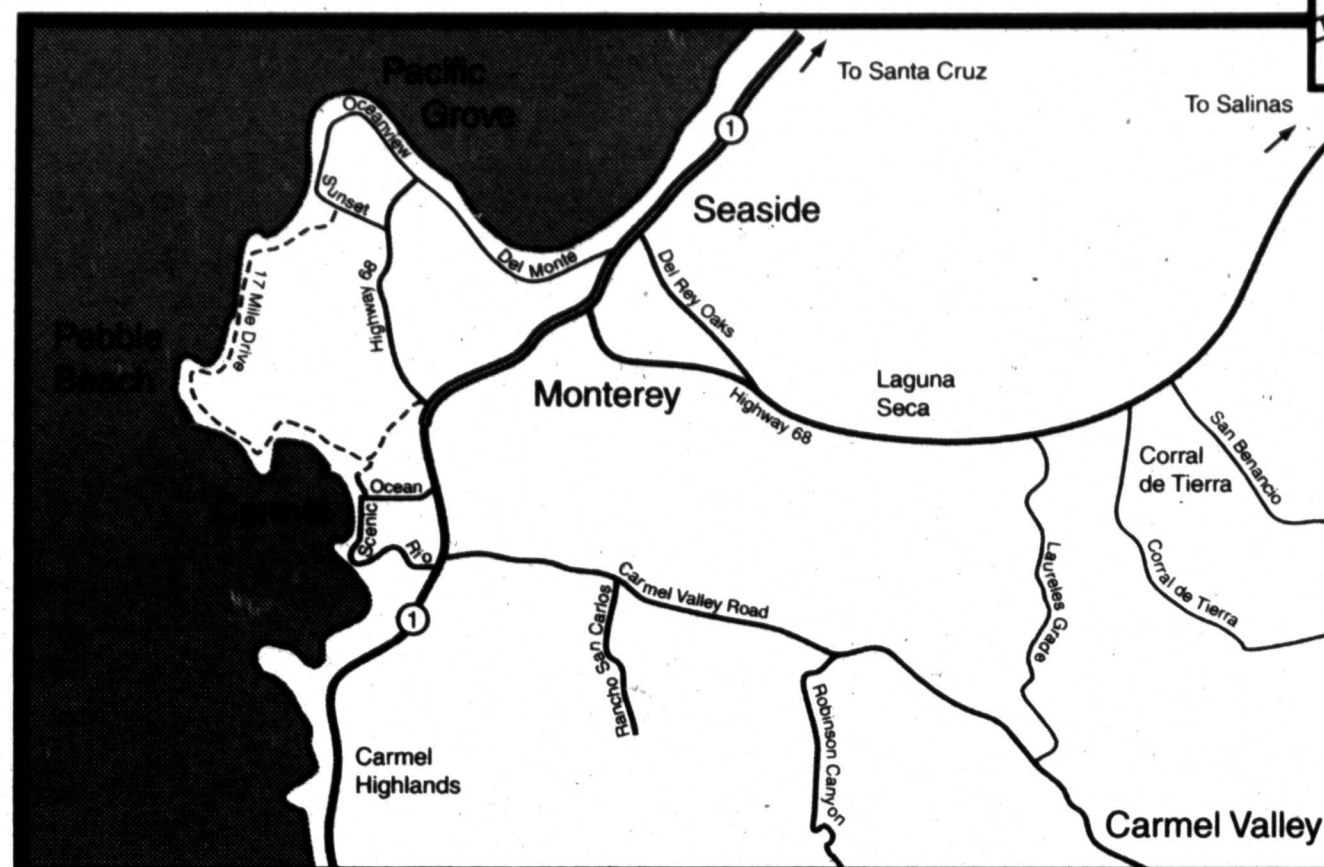 Pacific
Grove
To Santa Cruz
To Salinas
Oceanview
1
Sunset
Seaside
Del Monte
Del Rey Oaks
17 Mile Drive
Highway 68
Pebble
Beach
Monterey
Highway 68
Laguna
Seca
San Benancio
Corral
de Tierra
Ocean
Carmel
Scenic
Rio
Laureles Grade
Corral de Tierra
Carmel Valley Road
Rancho San Carlos
1
Robinson Canyon
Carmel
Highlands
Carmel Valley